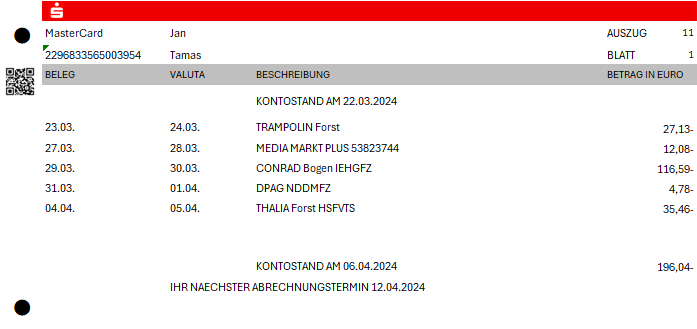 MasterCard Jan AUSZUG 11
2296833565003954 Tamas BLATT 1
BELEG VALUTA BESCHREIBUNG BETRAG IN EURO
KONTOSTAND AM 22.03.2024
23.03. 24.03. TRAMPOLIN Forst 27,13-
27.03. 28.03. MEDIA MARKT PLUS 53823744 12,08-
29.03. 30.03. CONRAD Bogen IEHGFZ 116,59-
31.03. 01.04. DPAG NDDMFZ 4,78-
04.04. 05.04. THALIA Forst HSFVTS 35,46-
KONTOSTAND AM 06.04.2024 196,04-
IHR NAECHSTER ABRECHNUNGSTERMIN 12.04.2024